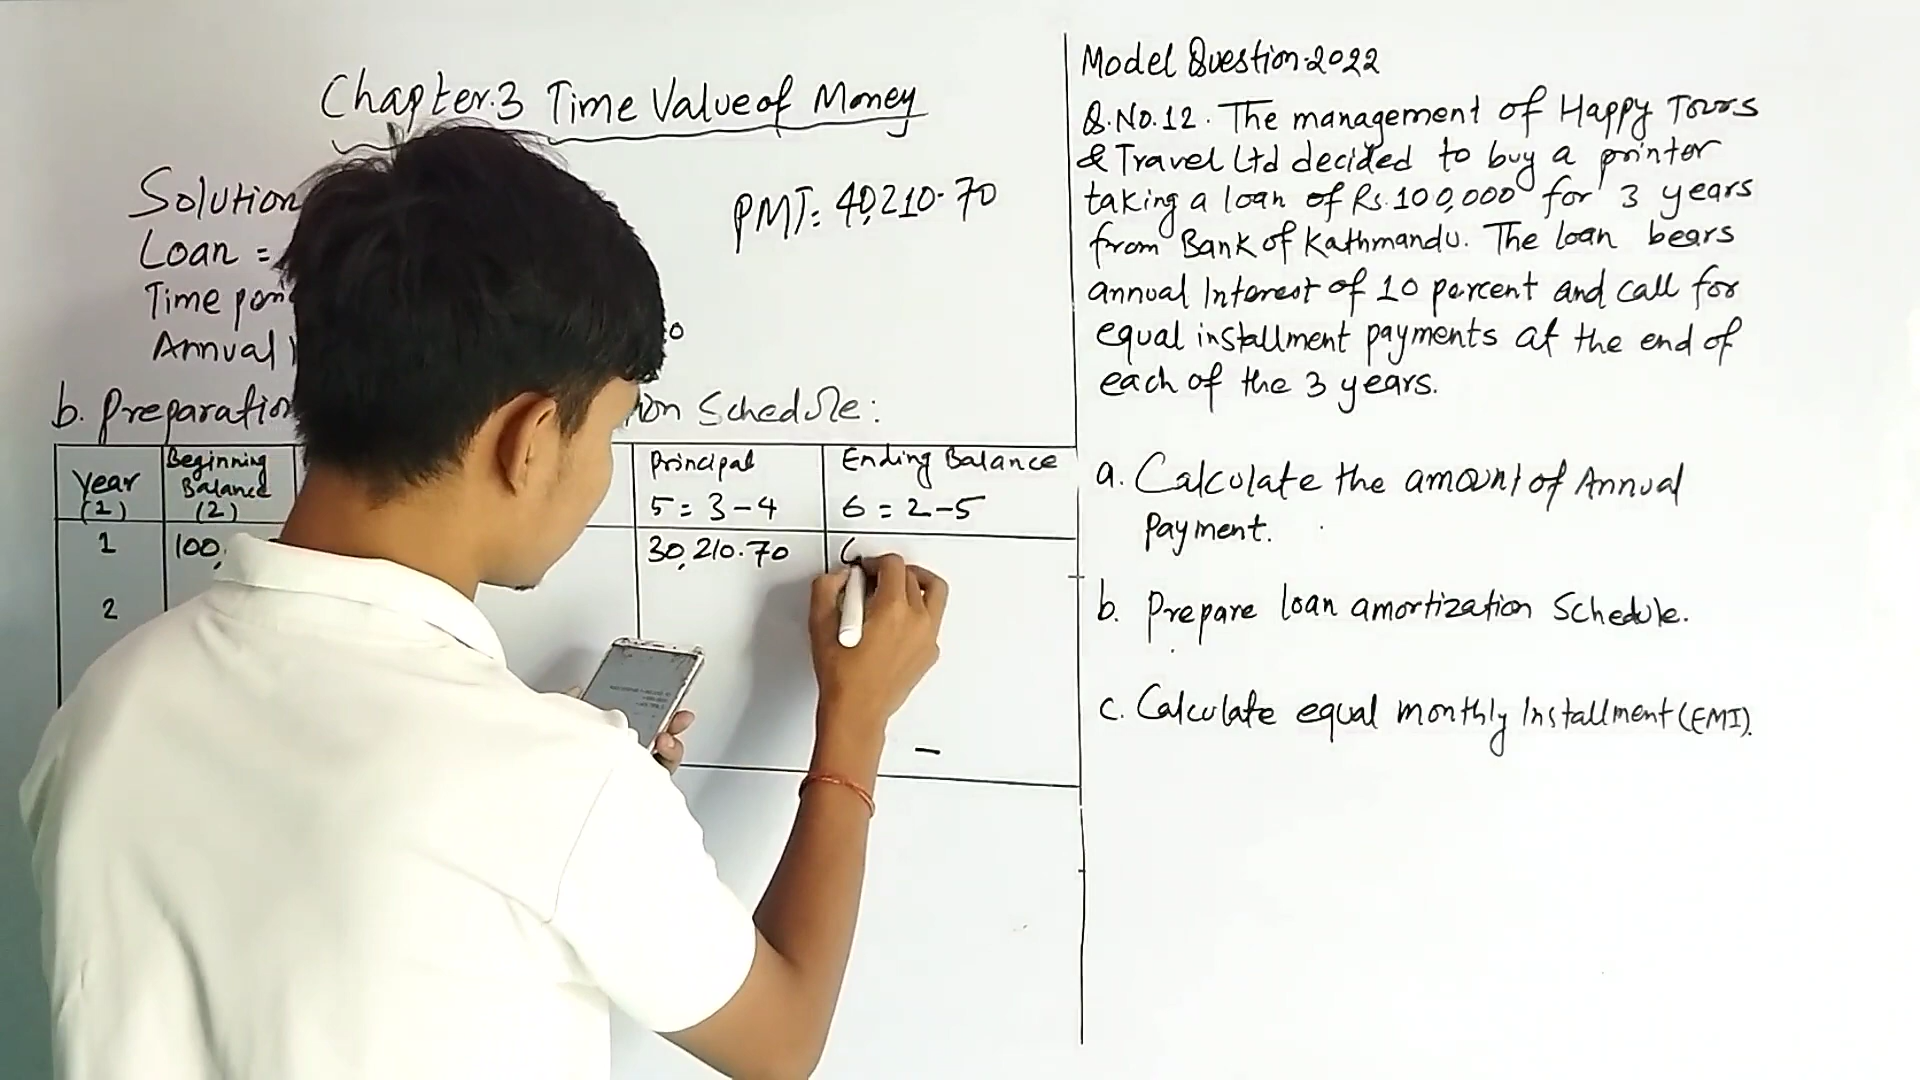 Chapter.3 Time Value of Money
Solution
Loan =
PMT: 40,210.70
Time
Annual
b. Preparation
Schedule:
Year
(1)
Beginning
Balance
(2)
Principal
5 = 3 - 4
Ending Balance
6 = 2 - 5
1
100,
30,210.70
2
-
Model Question.2022
Q.No.12. The management of Happy Tours
& Travel Ltd decided to buy a printer
taking a loan of Rs.100,000 for 3 years
from Bank of Kathmandu. The loan bears
annual Interest of 10 percent and call for
equal installment payments at the end of
each of the 3 years.
a. Calculate the amount of Annual
Payment.
b. Prepare loan amortization Schedule.
c. Calculate equal monthly Installment (EMI).